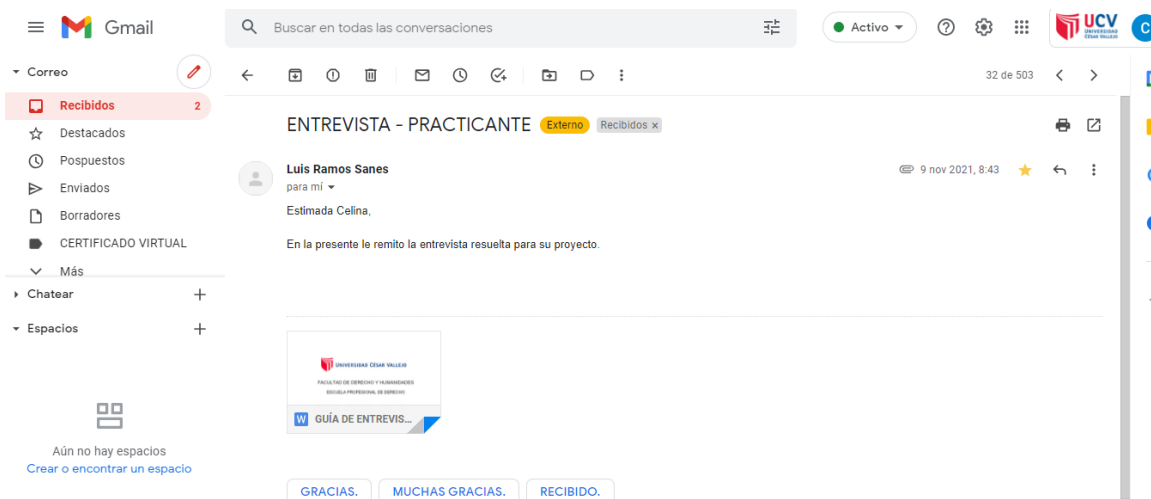 Gmail
Buscar en todas las conversaciones
Activo
UCV
UNIVERSIDAD
CÉSAR VALLEJO
C
Correo
Recibidos 2
Destacados
Pospuestos
Enviados
Borradores
CERTIFICADO VIRTUAL
Más
Chatear
Espacios
Aún no hay espacios
Crear o encontrar un espacio
32 de 503
ENTREVISTA - PRACTICANTE Externo Recibidos x
Luis Ramos Sanes 9 nov 2021, 8:43
para mí
Estimada Celina,
En la presente le remito la entrevista resuelta para su proyecto.
UNIVERSIDAD CÉSAR VALLEJO
FACULTAD DE DERECHO Y HUMANIDADES
ESCUELA PROFESIONAL DE DERECHO
W GUÍA DE ENTREVIS...
GRACIAS. MUCHAS GRACIAS. RECIBIDO.